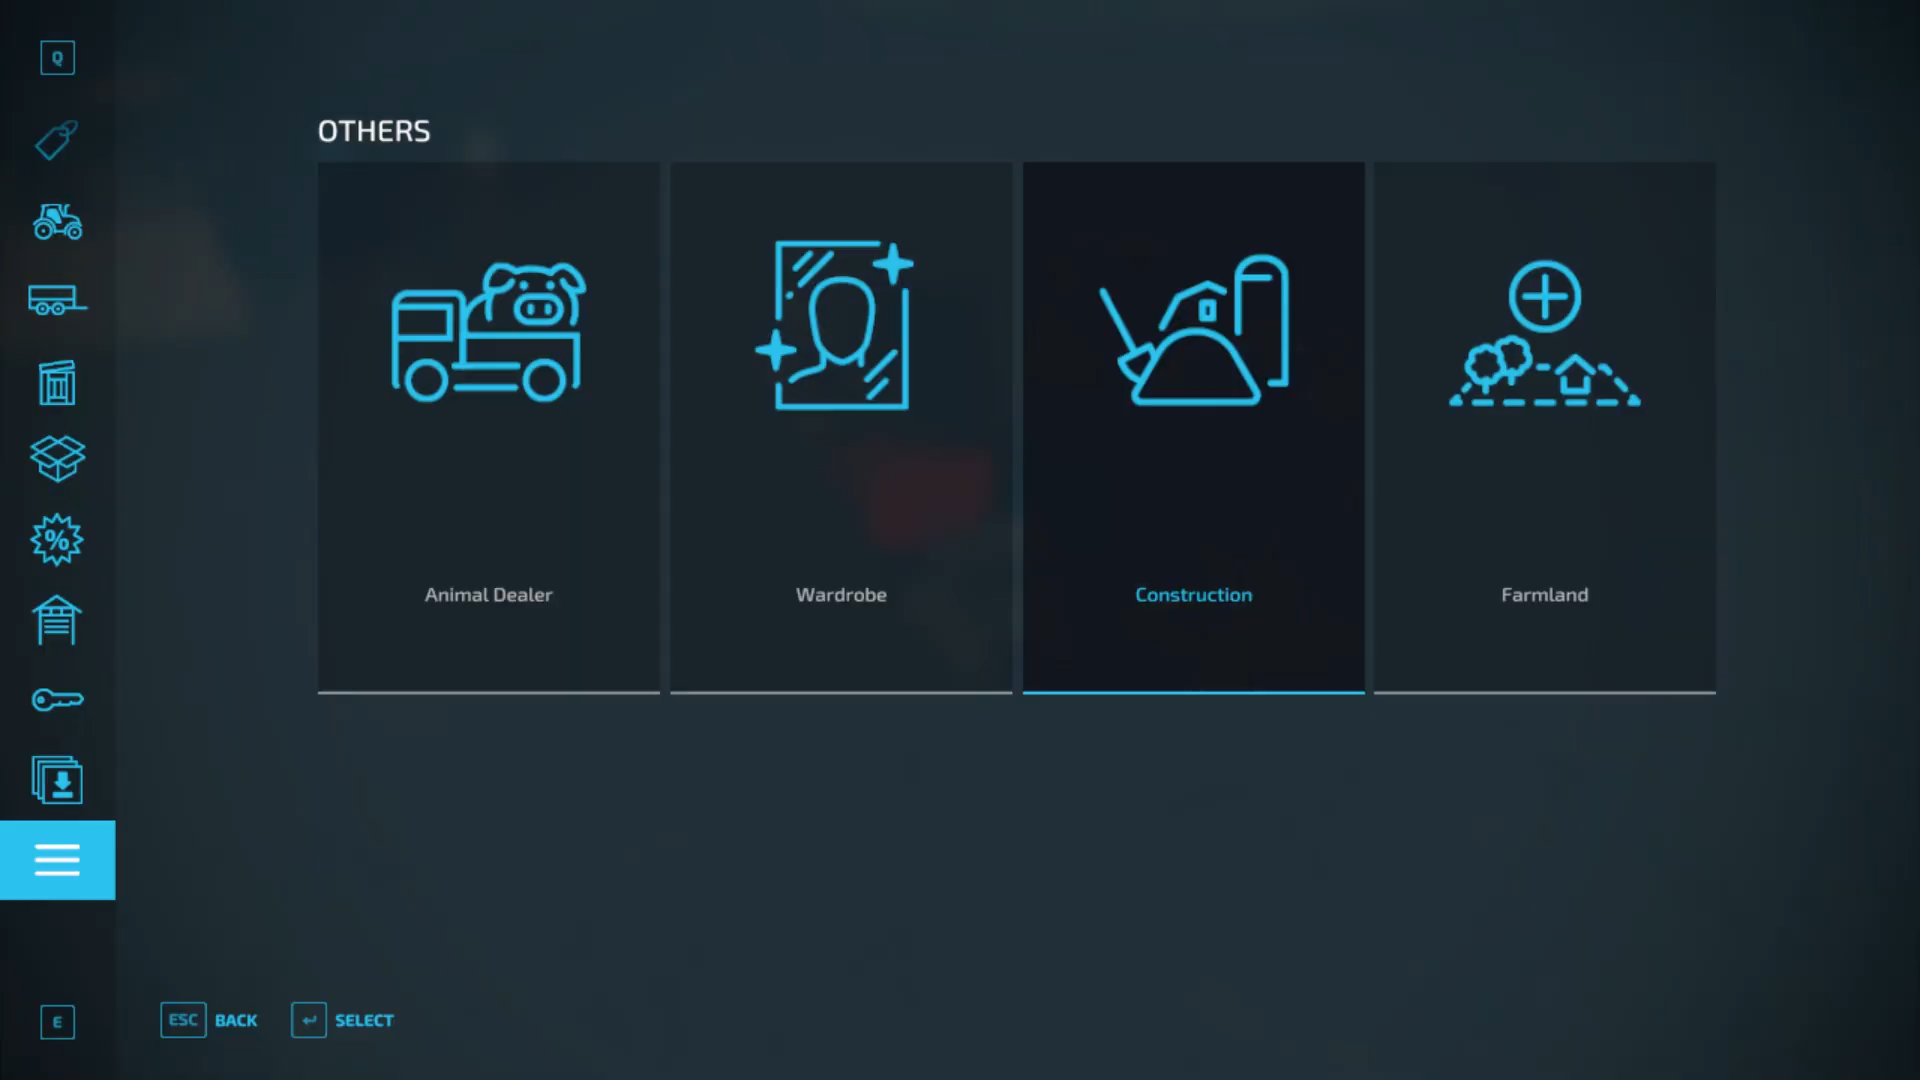 Q
OTHERS
%
Animal Dealer
Wardrobe
Construction
Farmland
E
ESC BACK
SELECT